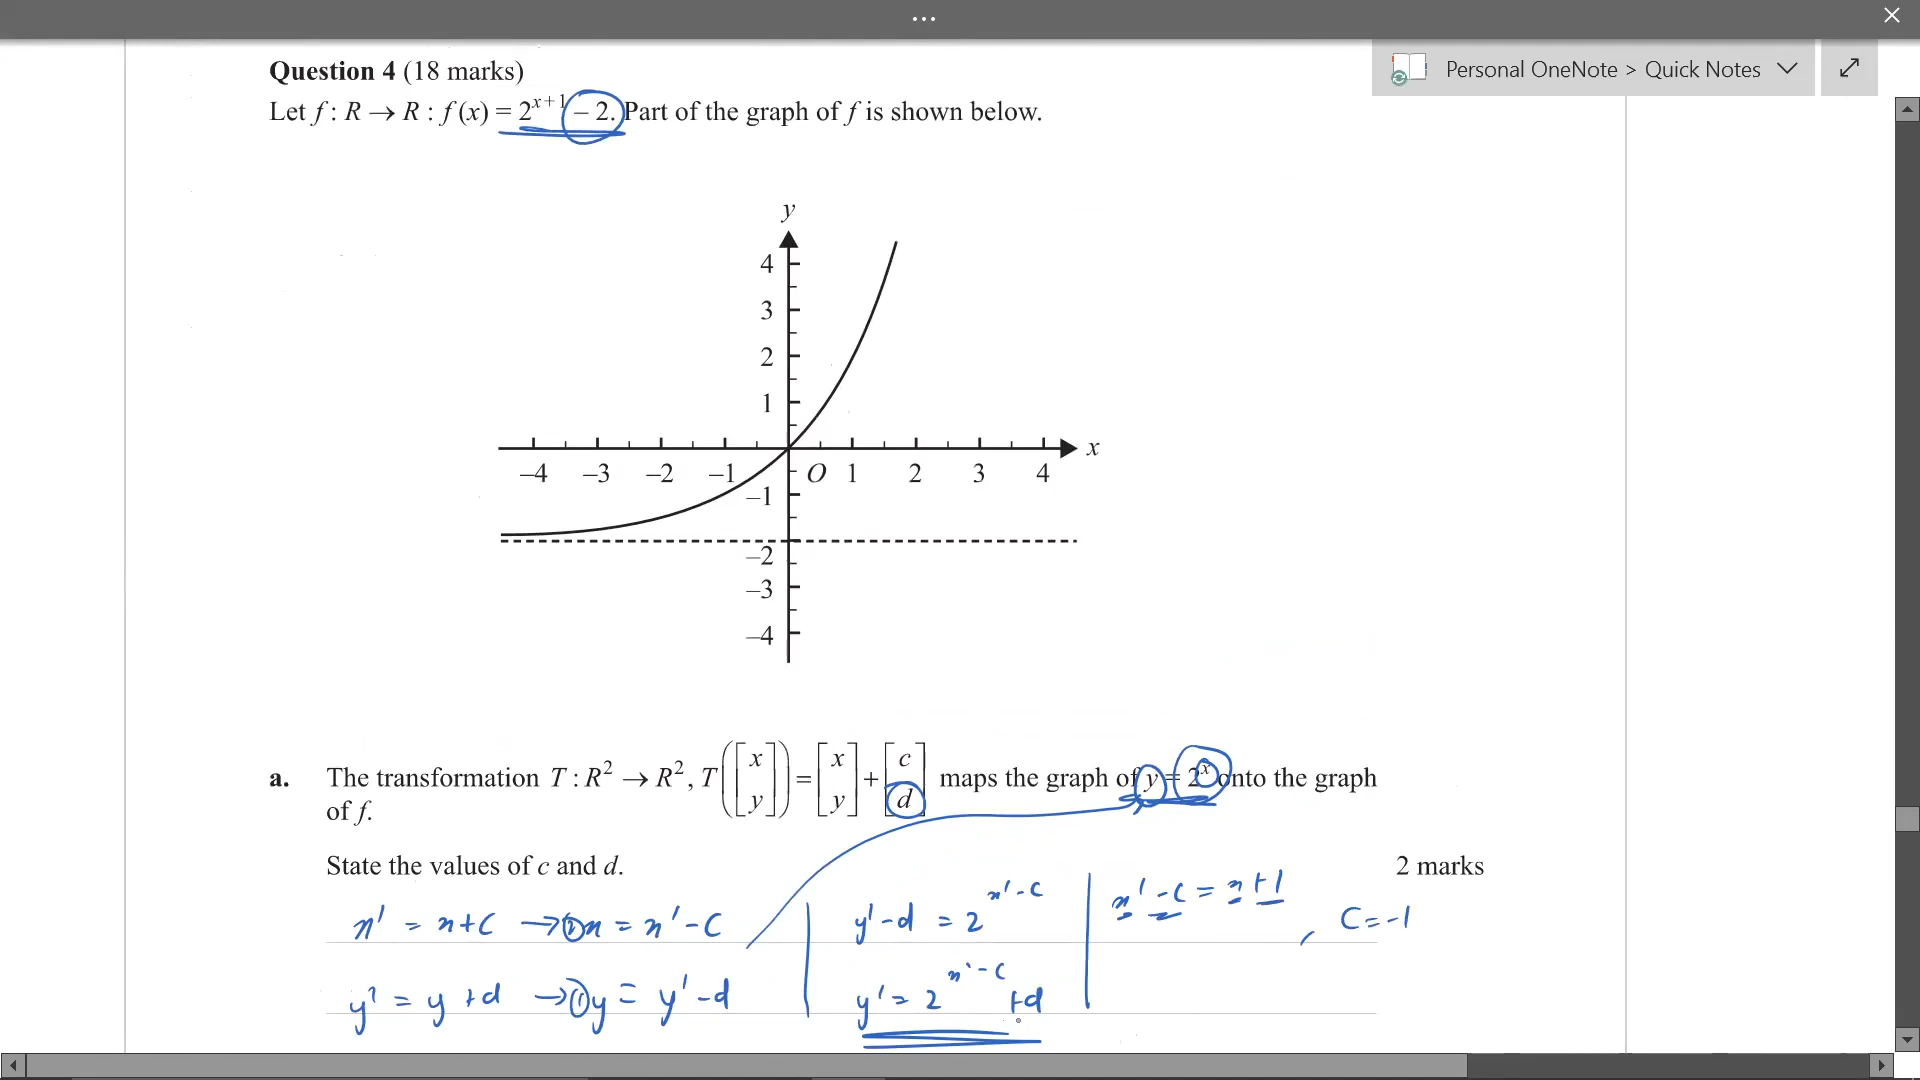 Personal OneNote > Quick Notes
Question 4 (18 marks)
Let f : R → R : f (x) = 2^{x+1} – 2. Part of the graph of f is shown below.
y
4
3
2
1
–4 –3 –2 –1 O 1 2 3 4 x
–1
–2
–3
–4
a. The transformation T : R² → R², T([x y]) = [x y] + [c d] maps the graph of y = 2^x onto the graph
of f.
State the values of c and d. 2 marks
x' = x+c → ② x = x' - c
y' = y + d → ① y = y' - d
y' - d = 2^{x' - c}
y' = 2^{x' - c} + d
x' - c = x + 1 , c = -1